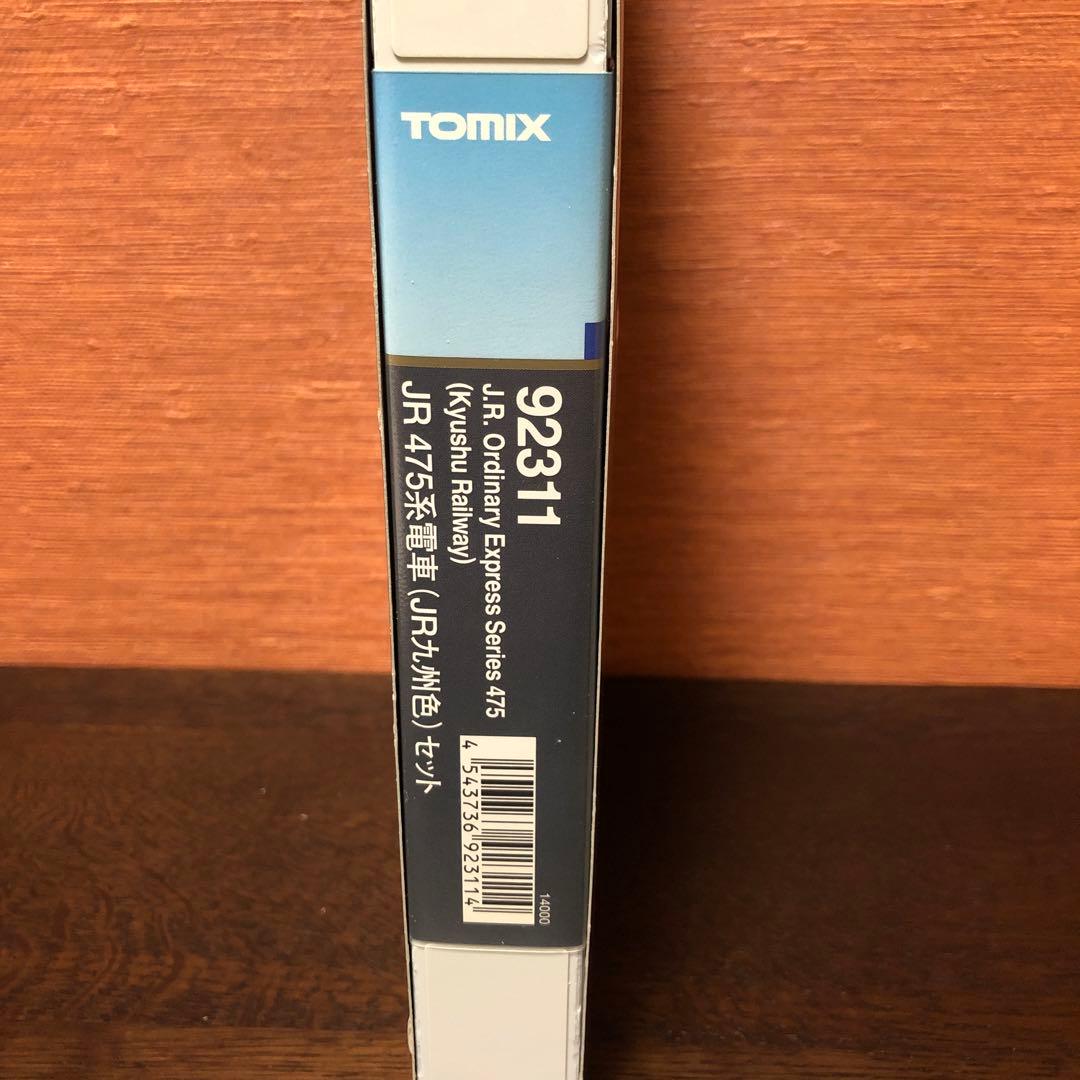 TOMIX
92311
J.R. Ordinary Express Series 475
(Kyushu Railway)
JR 475系電車(JR九州色)セット
4 543736 923114
14000